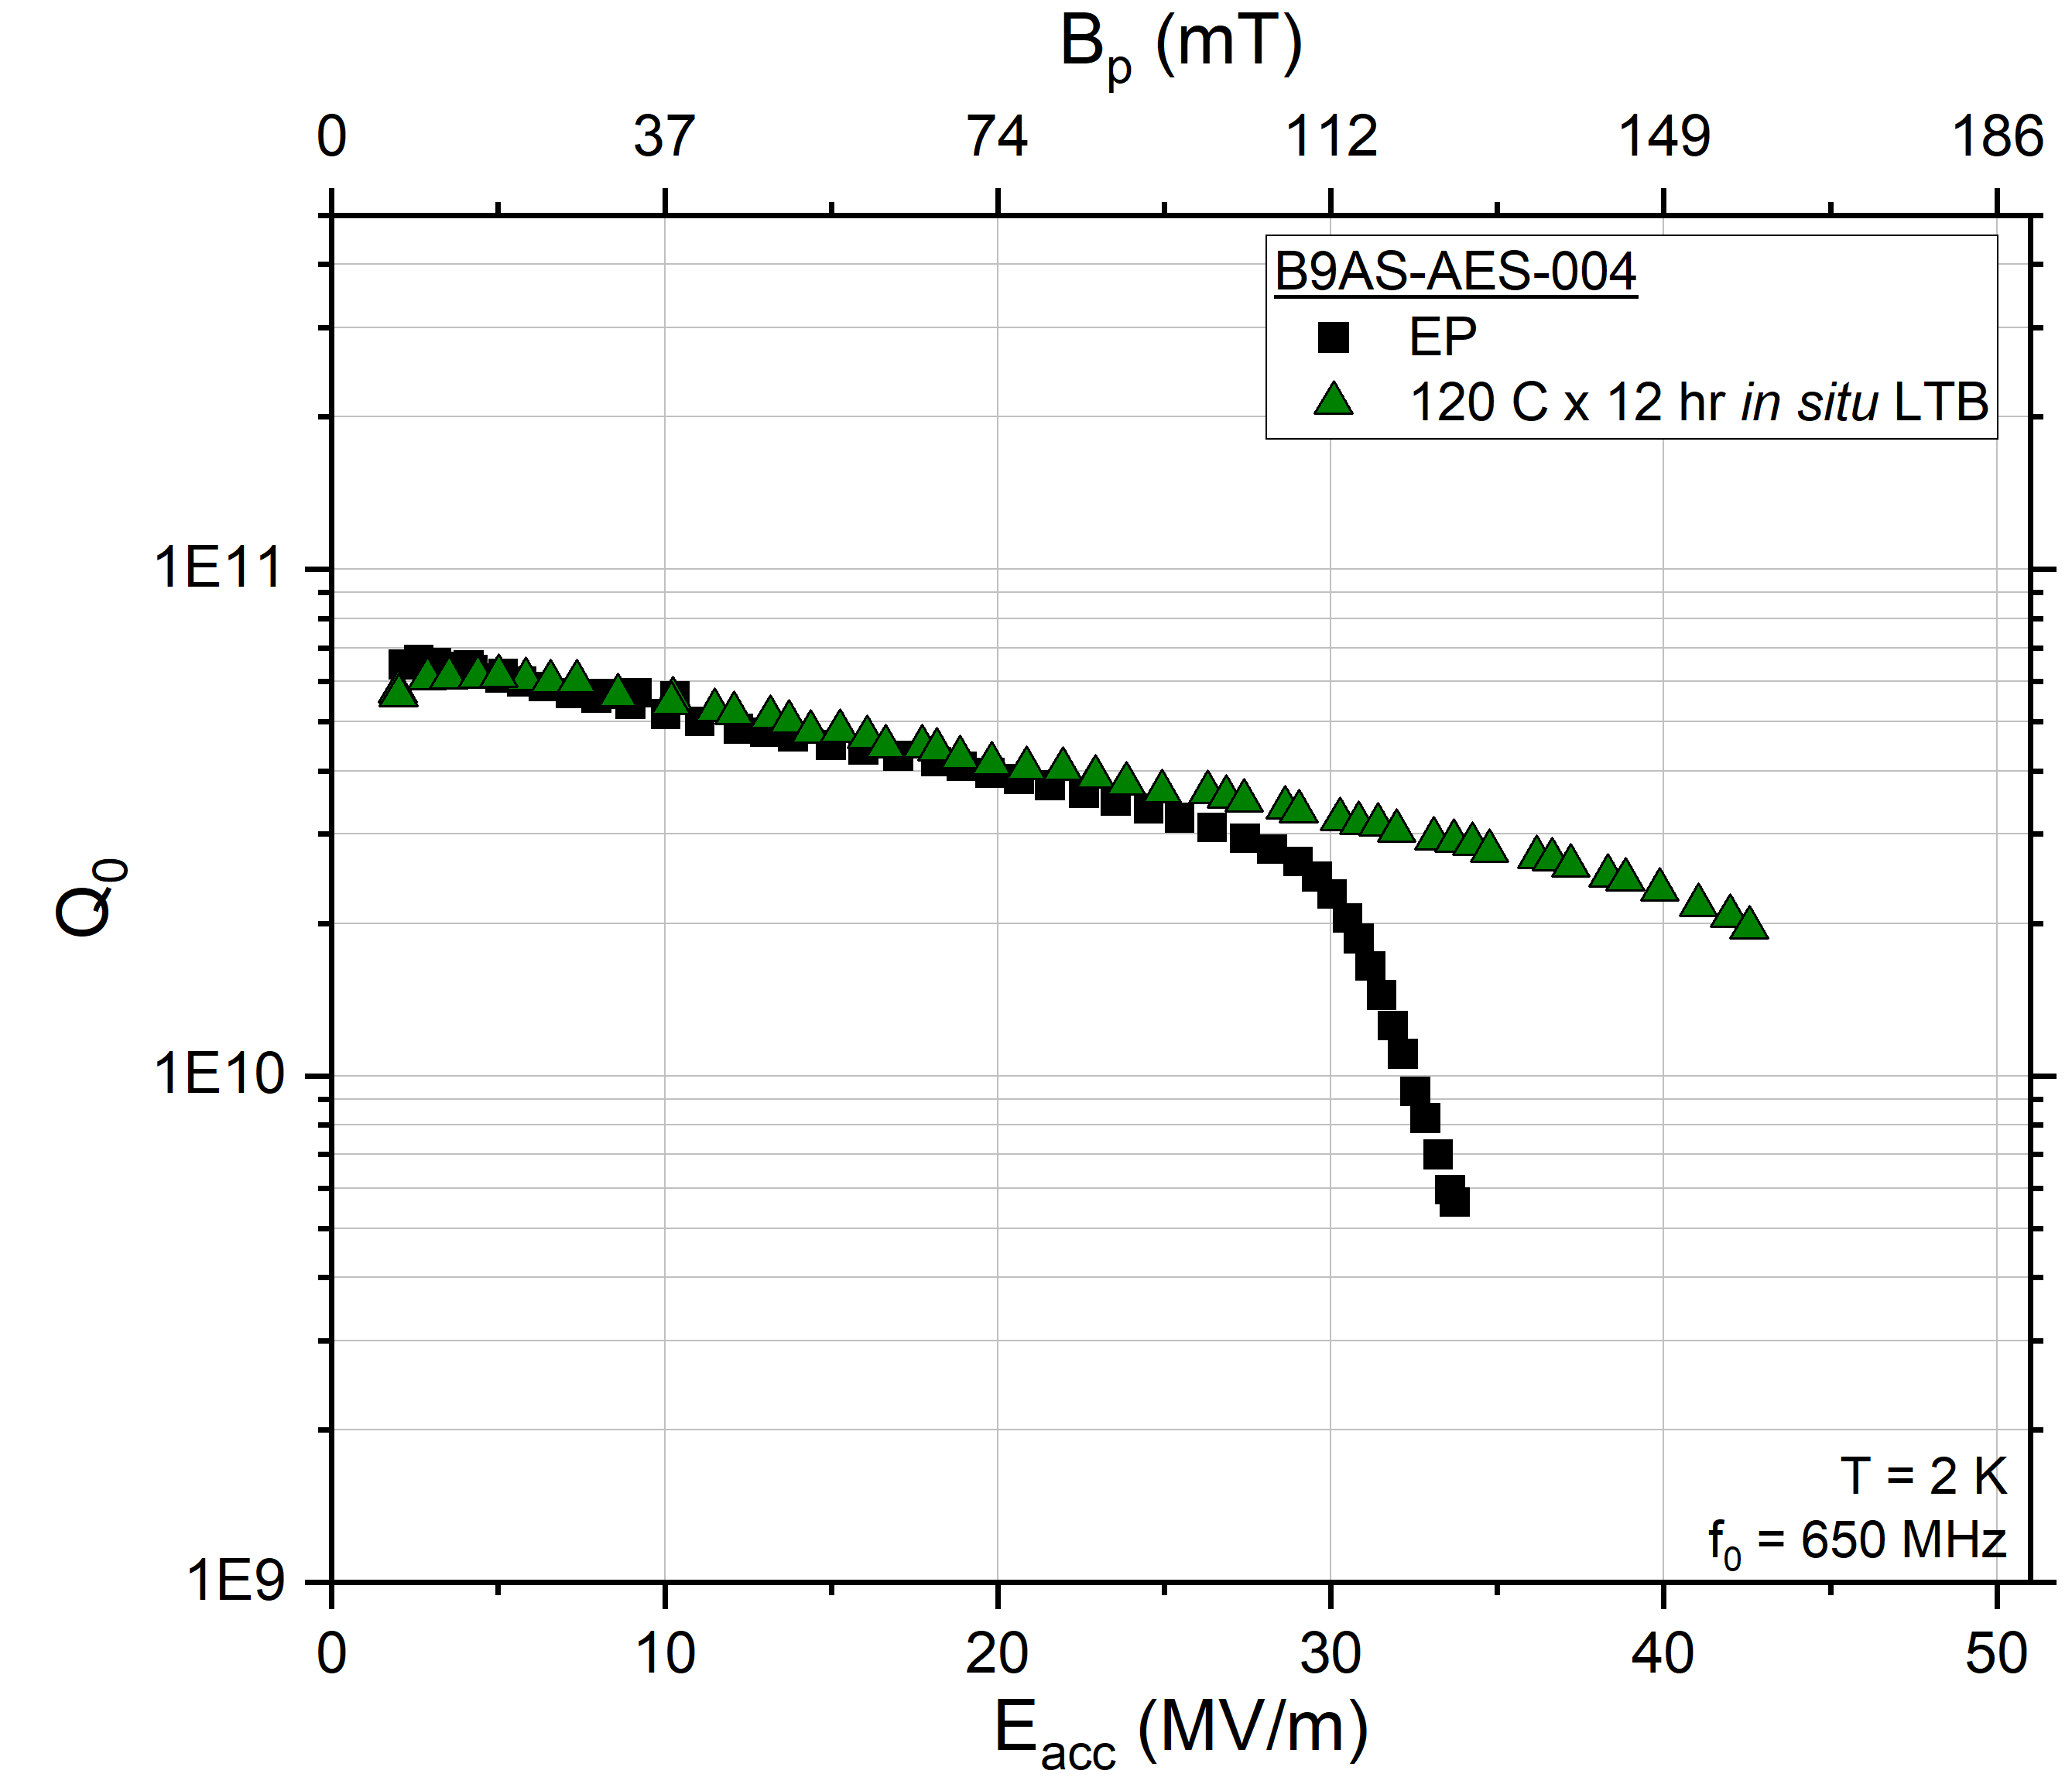 Bp (mT)
0 37 74 112 149 186
B9AS-AES-004
EP
120 C x 12 hr in situ LTB
1E11
Q0
1E10
T = 2 K
f0 = 650 MHz
1E9
0 10 20 30 40 50
Eacc (MV/m)